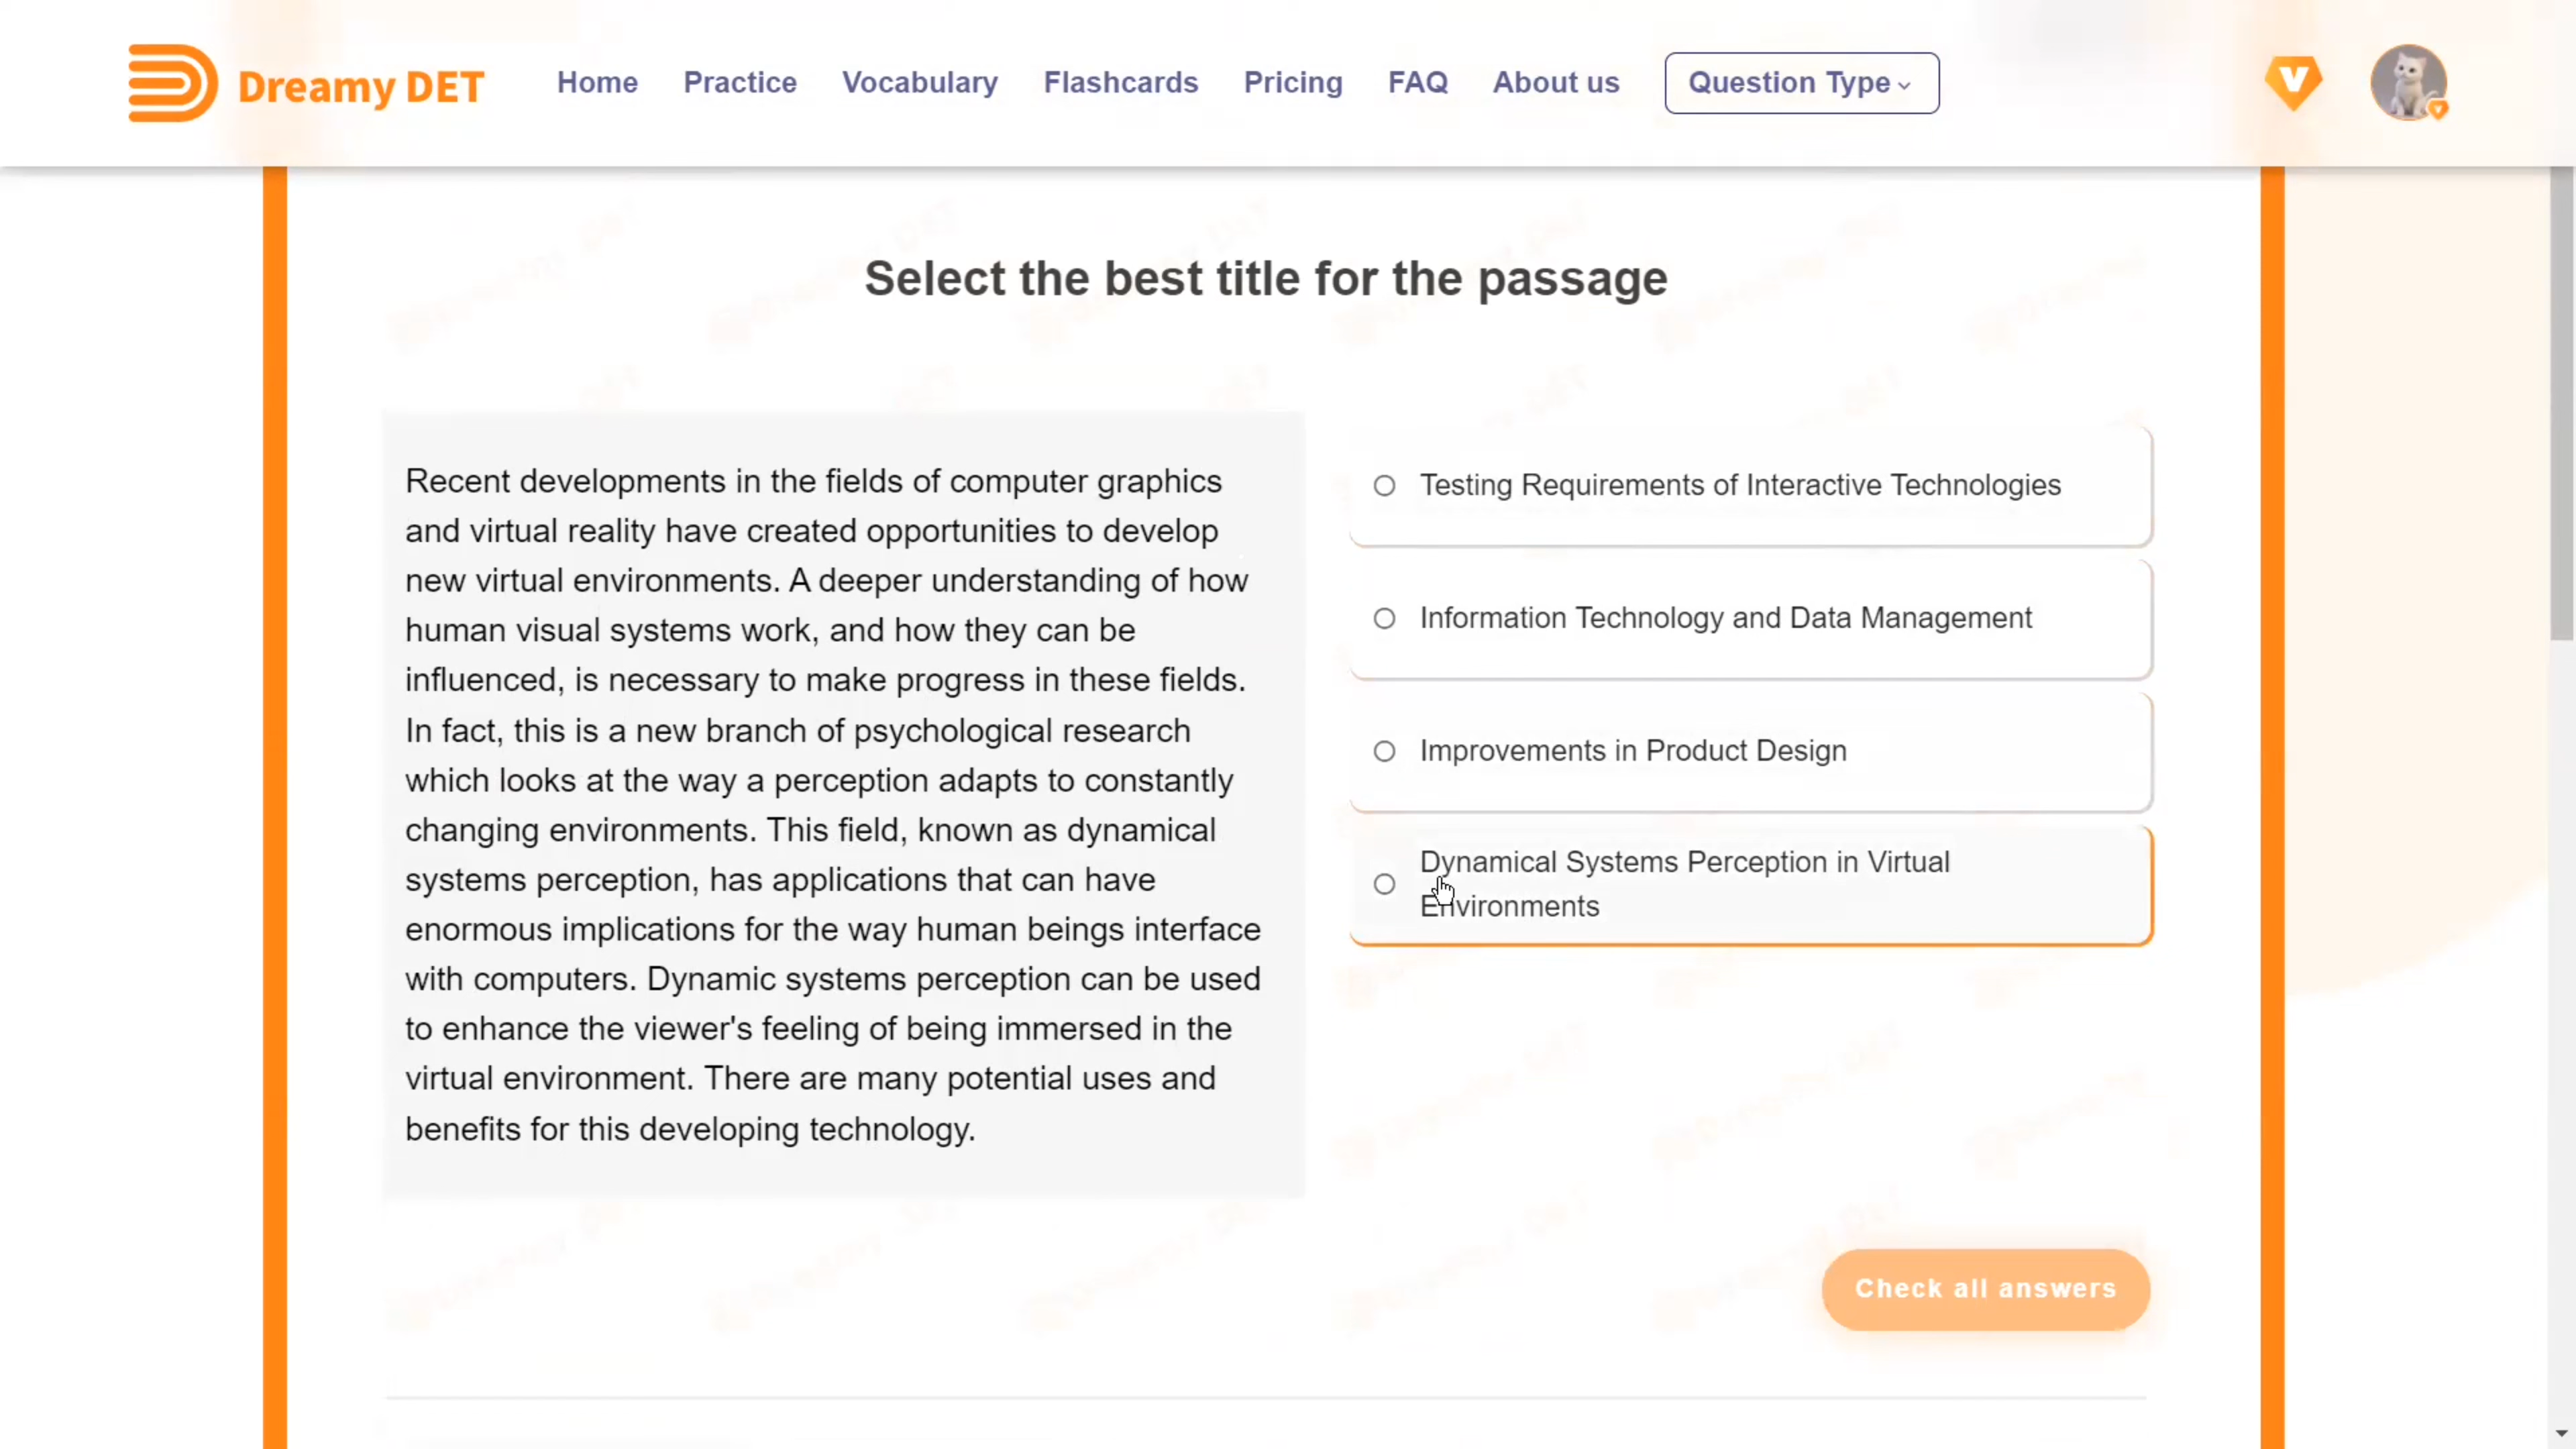 Dreamy DET
Home
Practice
Vocabulary
Flashcards
Pricing
FAQ
About us
Question Type
Select the best title for the passage
Recent developments in the fields of computer graphics
and virtual reality have created opportunities to develop
new virtual environments. A deeper understanding of how
human visual systems work, and how they can be
influenced, is necessary to make progress in these fields.
In fact, this is a new branch of psychological research
which looks at the way a perception adapts to constantly
changing environments. This field, known as dynamical
systems perception, has applications that can have
enormous implications for the way human beings interface
with computers. Dynamic systems perception can be used
to enhance the viewer's feeling of being immersed in the
virtual environment. There are many potential uses and
benefits for this developing technology.
Testing Requirements of Interactive Technologies
Information Technology and Data Management
Improvements in Product Design
Dynamical Systems Perception in Virtual
Environments
Check all answers